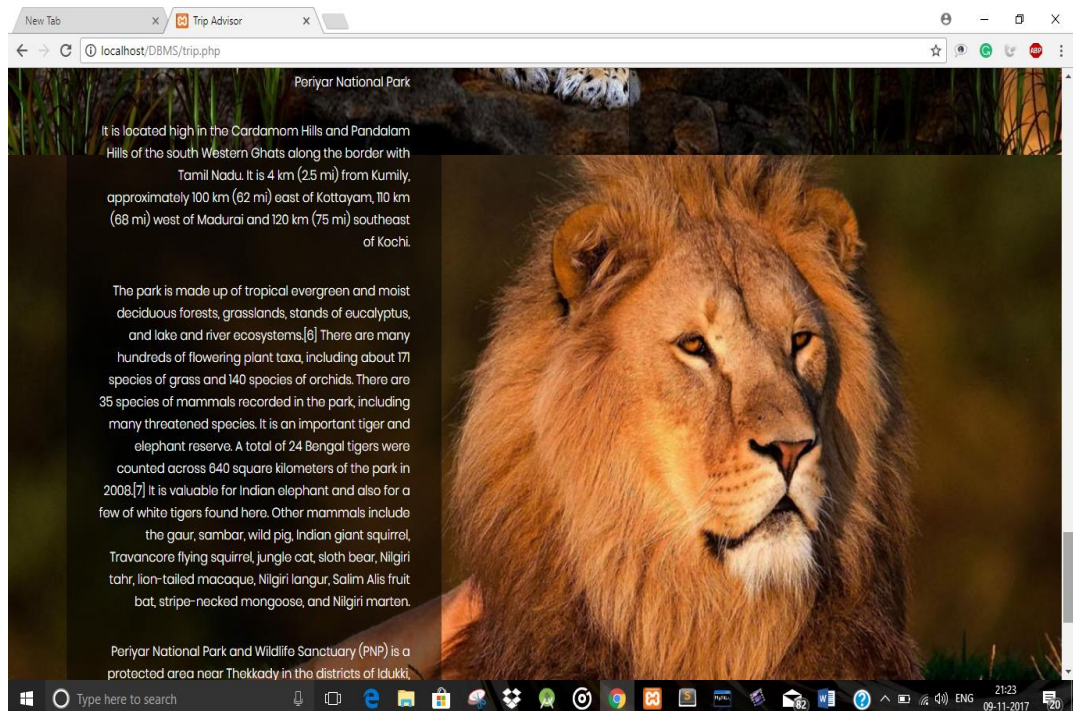 New Tab
Trip Advisor
localhost/DBMS/trip.php
Periyar National Park
It is located high in the Cardamom Hills and Pandalam
Hills of the south Western Ghats along the border with
Tamil Nadu. It is 4 km (2.5 mi) from Kumily,
approximately 100 km (62 mi) east of Kottayam, 110 km
(68 mi) west of Madurai and 120 km (75 mi) southeast
of Kochi.
The park is made up of tropical evergreen and moist
deciduous forests, grasslands, stands of eucalyptus,
and lake and river ecosystems.[6] There are many
hundreds of flowering plant taxa, including about 171
species of grass and 140 species of orchids. There are
35 species of mammals recorded in the park, including
many threatened species. It is an important tiger and
elephant reserve. A total of 24 Bengal tigers were
counted across 640 square kilometers of the park in
2008.[7] It is valuable for Indian elephant and also for a
few of white tigers found here. Other mammals include
the gaur, sambar, wild pig, Indian giant squirrel,
Travancore flying squirrel, jungle cat, sloth bear, Nilgiri
tahr, lion-tailed macaque, Nilgiri langur, Salim Alis fruit
bat, stripe-necked mongoose, and Nilgiri marten.
Periyar National Park and Wildlife Sanctuary (PNP) is a
protected area near Thekkady in the districts of Idukki,
Type here to search
82
ENG
21:23
09-11-2017
20